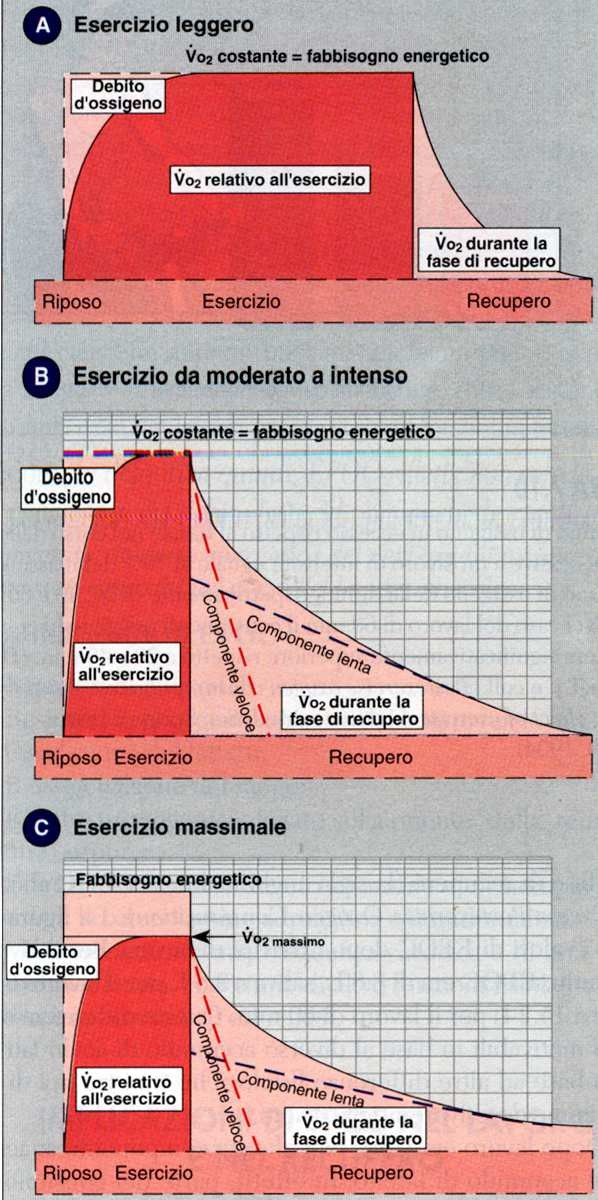 A Esercizio leggero
V̇o₂ costante = fabbisogno energetico
Debito
d'ossigeno
V̇o₂ relativo all'esercizio
V̇o₂ durante la
fase di recupero
Riposo Esercizio Recupero
B Esercizio da moderato a intenso
V̇o₂ costante = fabbisogno energetico
Debito
d'ossigeno
V̇o₂ relativo
all'esercizio
Componente veloce
Componente lenta
V̇o₂ durante la
fase di recupero
Riposo Esercizio Recupero
C Esercizio massimale
Fabbisogno energetico
V̇o₂ massimo
Debito
d'ossigeno
V̇o₂ relativo
all'esercizio
Componente veloce
Componente lenta
V̇o₂ durante la
fase di recupero
Riposo Esercizio Recupero